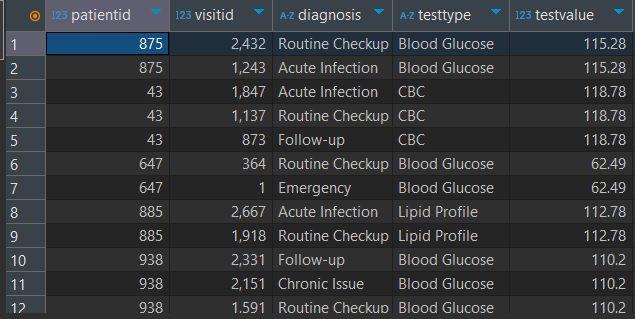 123 patientid 123 visitid A-Z diagnosis A-Z testtype 123 testvalue
1 875 2,432 Routine Checkup Blood Glucose 115.28
2 875 1,243 Acute Infection Blood Glucose 115.28
3 43 1,847 Acute Infection CBC 118.78
4 43 1,137 Routine Checkup CBC 118.78
5 43 873 Follow-up CBC 118.78
6 647 364 Routine Checkup Blood Glucose 62.49
7 647 1 Emergency Blood Glucose 62.49
8 885 2,667 Acute Infection Lipid Profile 112.78
9 885 1,918 Routine Checkup Lipid Profile 112.78
10 938 2,331 Follow-up Blood Glucose 110.2
11 938 2,151 Chronic Issue Blood Glucose 110.2
12 938 1,591 Routine Checkup Blood Glucose 110.2